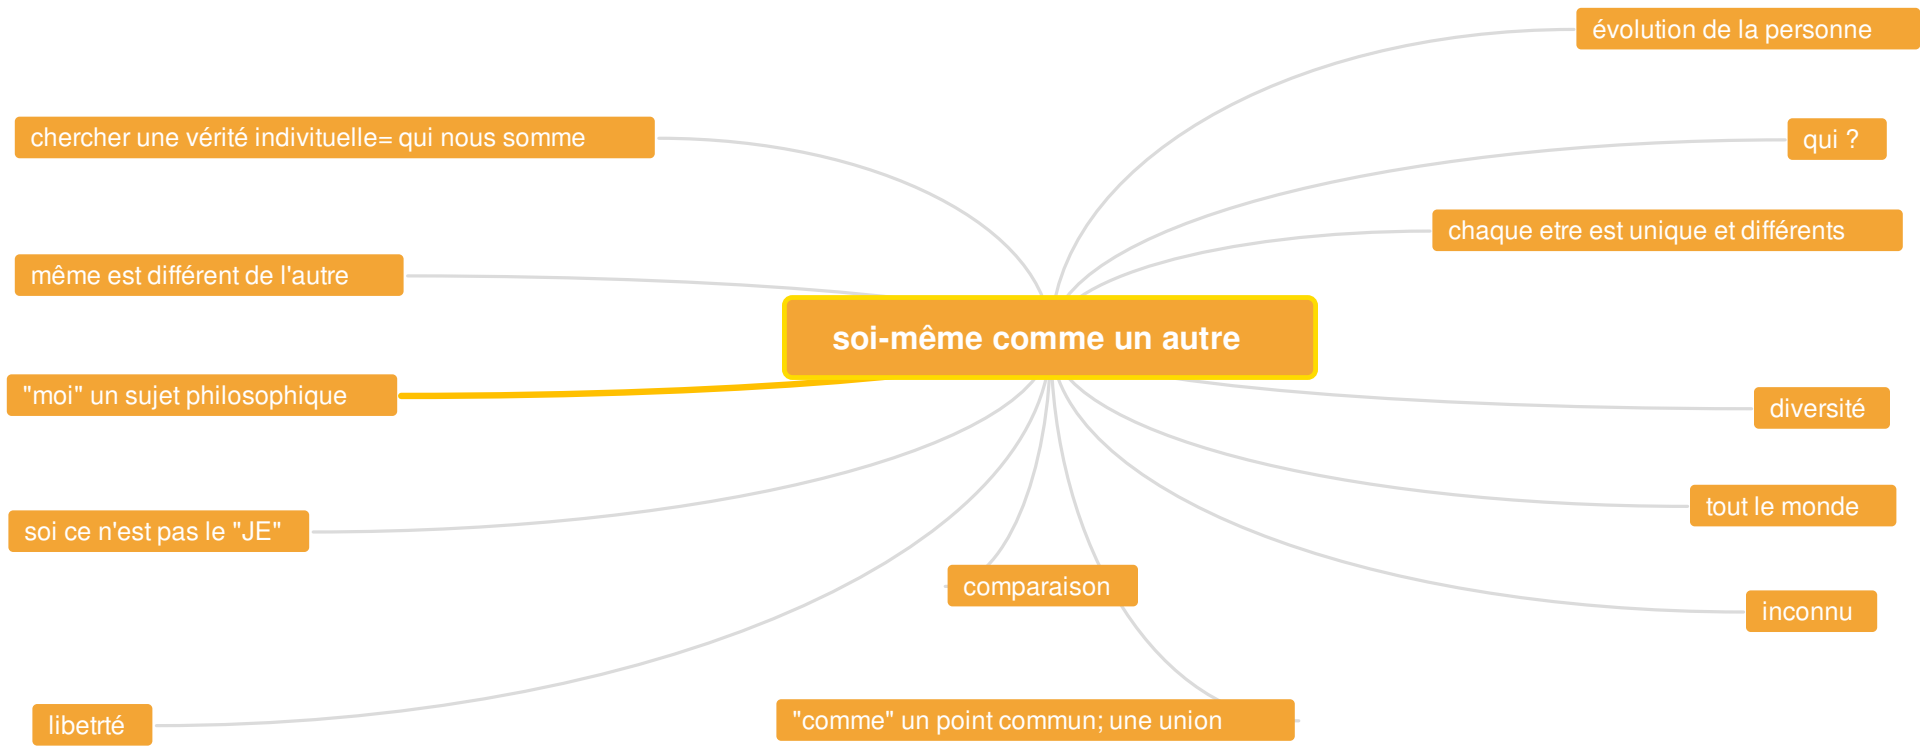 évolution de la personne
chercher une vérité indivituelle= qui nous somme
qui ?
chaque etre est unique et différents
même est différent de l'autre
soi-même comme un autre
"moi" un sujet philosophique
diversité
tout le monde
soi ce n'est pas le "JE"
comparaison
inconnu
"comme" un point commun; une union
libetrté